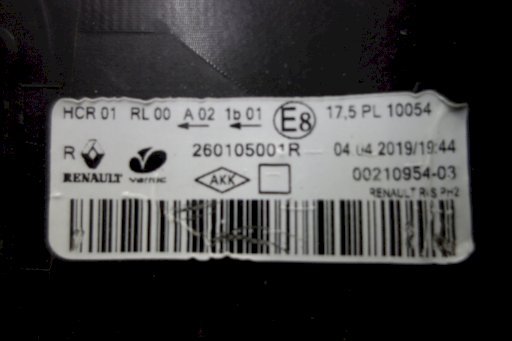 HCR 01 RL 00 A 02 1b 01 E8 17,5 PL 10054
R RENAULT 260105001R 04 04 2019/19:44
AKK 00210954-03
RENAULT PH2